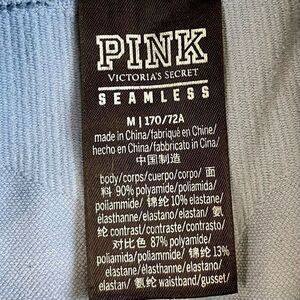 PINK
VICTORIA'S SECRET
SEAMLESS
M | 170/72A
made in China/fabriqué en Chine/
hecho en China/fabbricato in Cina/
中国制造
body/corps/cuerpo/corpo/ 面
料 90% polyamide/poliamida/
poliammide/ 锦纶 10% elastane/
élasthanne/elastano/elastan/ 氨
纶 contrast/contraste/contrasto/
对比色 87% polyamide/
poliamida/poliammide/ 锦纶 13%
elastane/élasthanne/elastano/
elastan/ 氨纶 waistband/gusset/